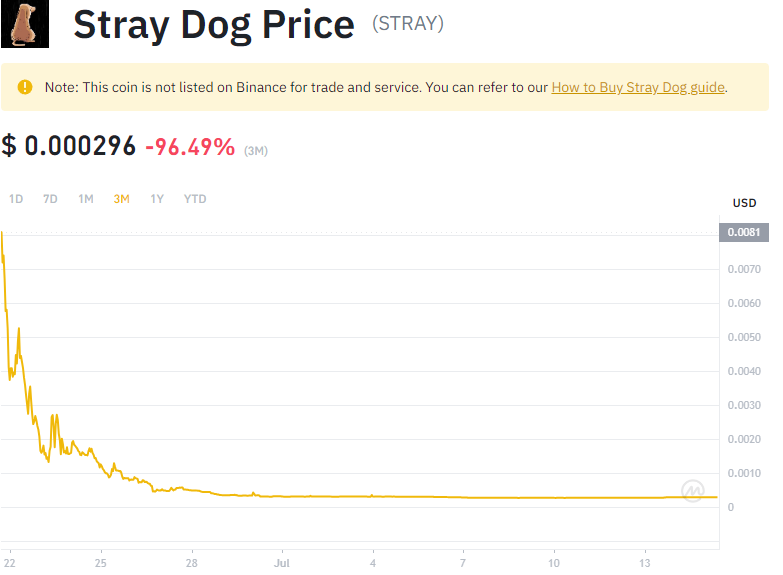 Stray Dog Price (STRAY)
Note: This coin is not listed on Binance for trade and service. You can refer to our How to Buy Stray Dog guide.
$ 0.000296 -96.49% (3M)
1D 7D 1M 3M 1Y YTD
USD
0.0081
0.0070
0.0060
0.0050
0.0040
0.0030
0.0020
0.0010
0
22 25 28 Jul 4 7 10 13